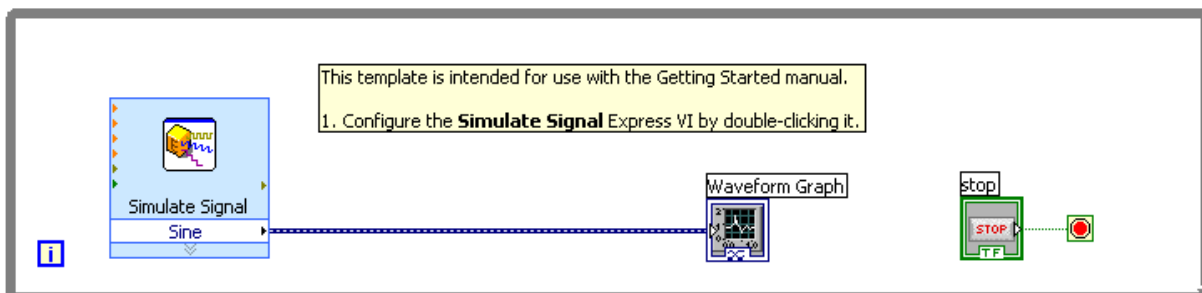 This template is intended for use with the Getting Started manual.
1. Configure the Simulate Signal Express VI by double-clicking it.
Simulate Signal
Sine
Waveform Graph
stop
STOP
TF
i